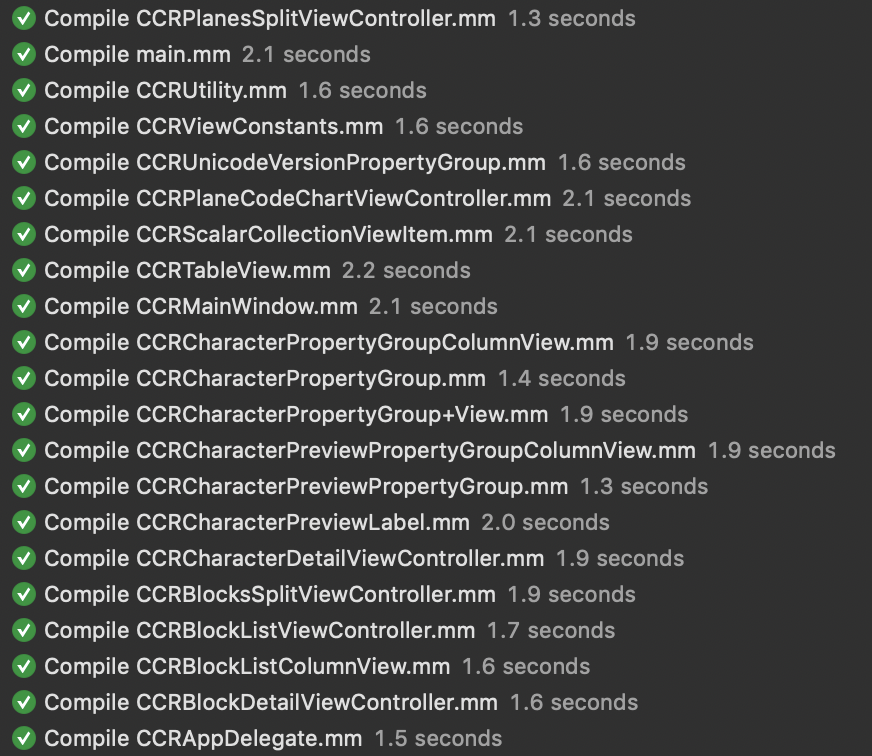 Compile CCRPlanesSplitViewController.mm 1.3 seconds
Compile main.mm 2.1 seconds
Compile CCRUtility.mm 1.6 seconds
Compile CCRViewConstants.mm 1.6 seconds
Compile CCRUnicodeVersionPropertyGroup.mm 1.6 seconds
Compile CCRPlaneCodeChartViewController.mm 2.1 seconds
Compile CCRScalarCollectionViewItem.mm 2.1 seconds
Compile CCRTableView.mm 2.2 seconds
Compile CCRMainWindow.mm 2.1 seconds
Compile CCRCharacterPropertyGroupColumnView.mm 1.9 seconds
Compile CCRCharacterPropertyGroup.mm 1.4 seconds
Compile CCRCharacterPropertyGroup+View.mm 1.9 seconds
Compile CCRCharacterPreviewPropertyGroupColumnView.mm 1.9 seconds
Compile CCRCharacterPreviewPropertyGroup.mm 1.3 seconds
Compile CCRCharacterPreviewLabel.mm 2.0 seconds
Compile CCRCharacterDetailViewController.mm 1.9 seconds
Compile CCRBlocksSplitViewController.mm 1.9 seconds
Compile CCRBlockListViewController.mm 1.7 seconds
Compile CCRBlockListColumnView.mm 1.6 seconds
Compile CCRBlockDetailViewController.mm 1.6 seconds
Compile CCRAppDelegate.mm 1.5 seconds